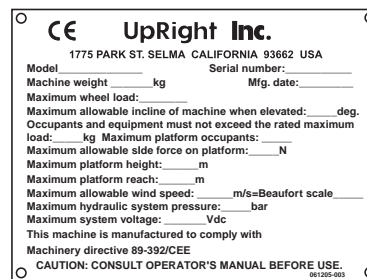 CE UpRight Inc.
1775 PARK ST. SELMA CALIFORNIA 93662 USA
Model_____________ Serial number:__________
Machine weight ______kg Mfg. date:________
Maximum wheel load:________
Maximum allowable incline of machine when elevated:_____deg.
Occupants and equipment must not exceed the rated maximum
load:_____kg Maximum platform occupants: _____
Maximum allowable side force on platform:_____N
Maximum platform height:______m
Maximum platform reach:______m
Maximum allowable wind speed: ______m/s=Beaufort scale_____
Maximum hydraulic system pressure:_____bar
Maximum system voltage: _______Vdc
This machine is manufactured to comply with
Machinery directive 89-392/CEE
CAUTION: CONSULT OPERATOR'S MANUAL BEFORE USE.
061205-003